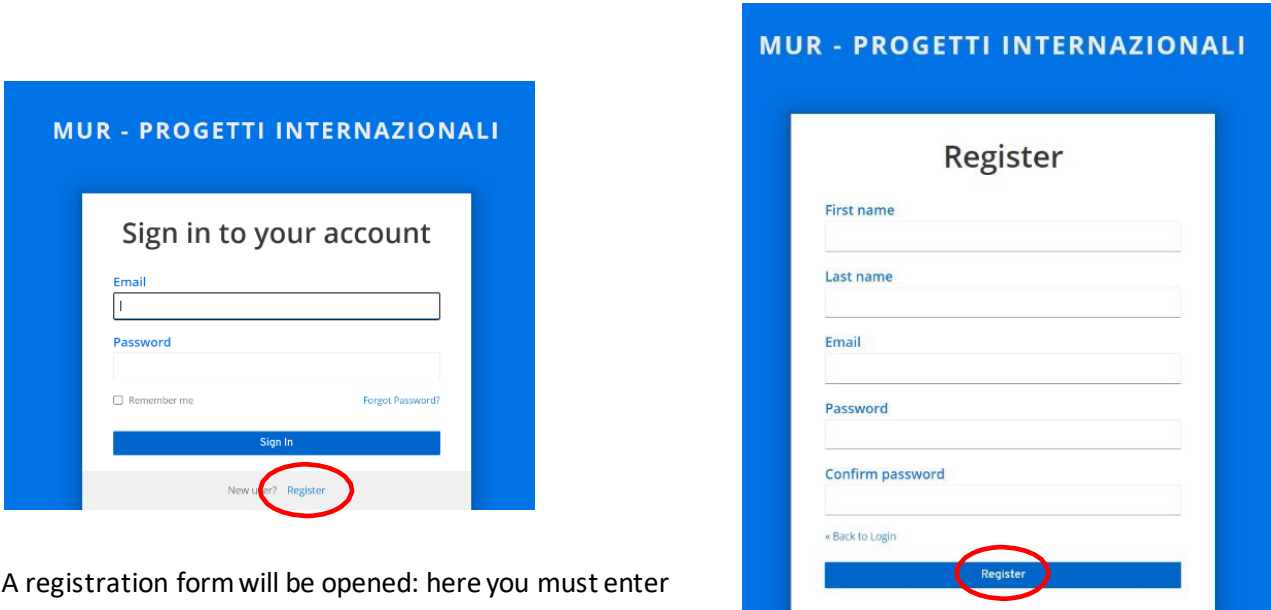 MUR - PROGETTI INTERNAZIONALI
Sign in to your account
Email
Password
Remember me Forgot Password?
Sign In
New user? Register
A registration form will be opened: here you must enter
MUR - PROGETTI INTERNAZIONALI
Register
First name
Last name
Email
Password
Confirm password
« Back to Login
Register